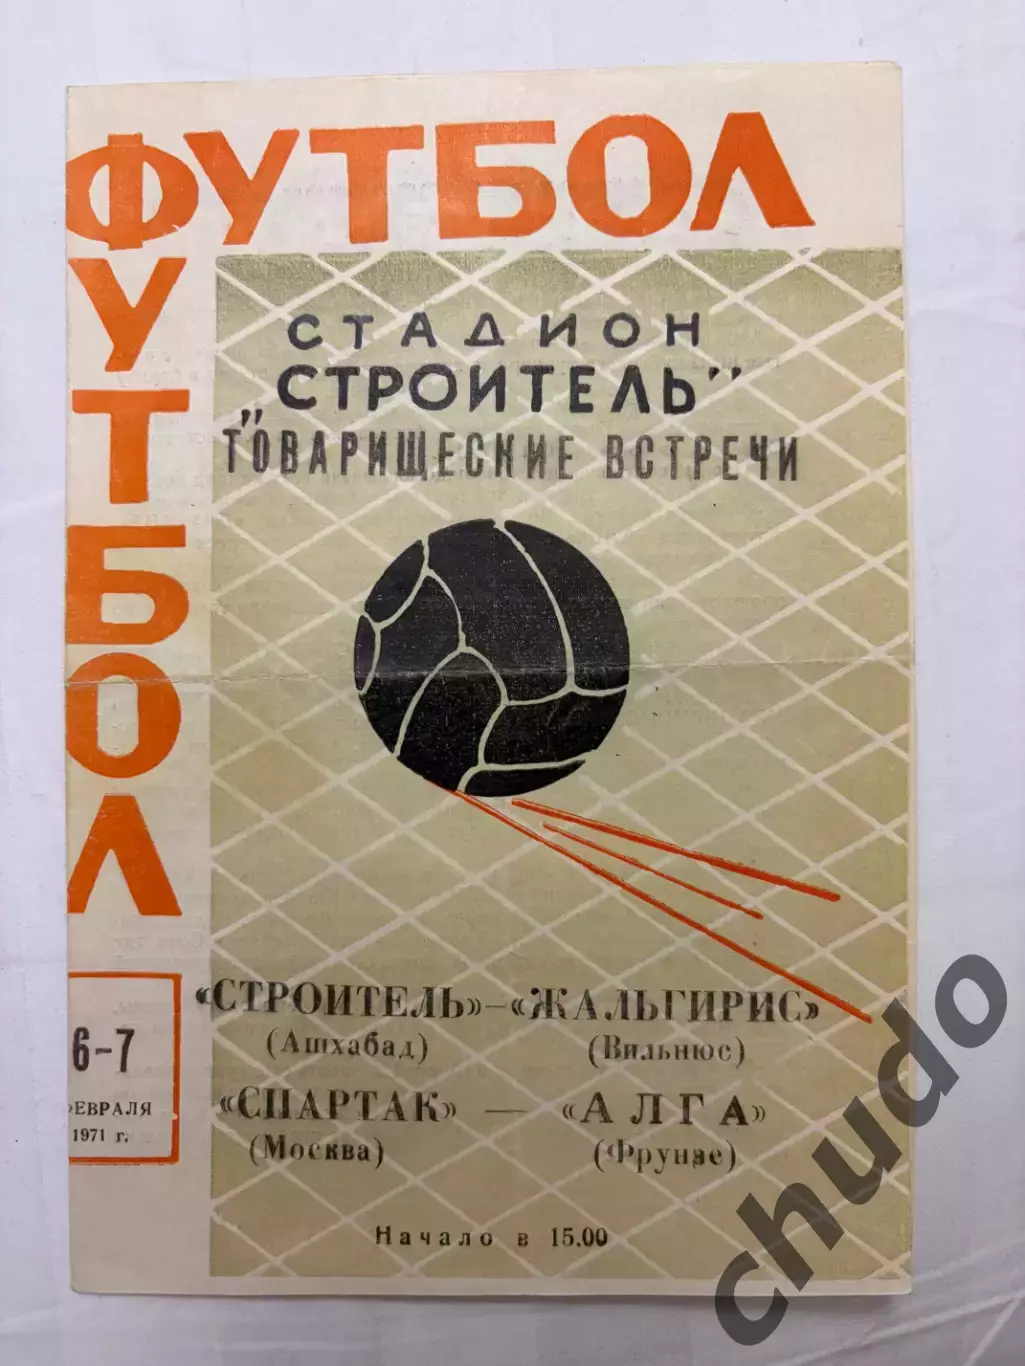 ФУТБОЛ
ФУТБОЛ
СТАДИОН
„СТРОИТЕЛЬ”
ТОВАРИЩЕСКИЕ ВСТРЕЧИ
«СТРОИТЕЛЬ» — «ЖАЛЬГИРИС»
(Ашхабад) (Вильнюс)
6-7
ФЕВРАЛЯ
1971 г.
«СПАРТАК» — «АЛГА»
(Москва) (Фрунзе)
Начало в 15.00
chudo